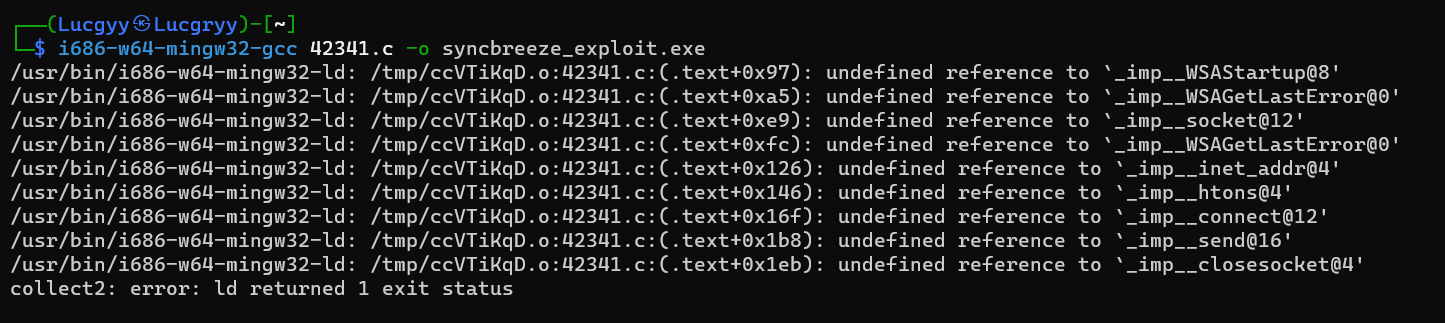 ┌──(Lucgyy㉿Lucgryy)-[~]
└─$ i686-w64-mingw32-gcc 42341.c -o syncbreeze_exploit.exe
/usr/bin/i686-w64-mingw32-ld: /tmp/ccVTiKqD.o:42341.c:(.text+0x97): undefined reference to `_imp__WSAStartup@8'
/usr/bin/i686-w64-mingw32-ld: /tmp/ccVTiKqD.o:42341.c:(.text+0xa5): undefined reference to `_imp__WSAGetLastError@0'
/usr/bin/i686-w64-mingw32-ld: /tmp/ccVTiKqD.o:42341.c:(.text+0xe9): undefined reference to `_imp__socket@12'
/usr/bin/i686-w64-mingw32-ld: /tmp/ccVTiKqD.o:42341.c:(.text+0xfc): undefined reference to `_imp__WSAGetLastError@0'
/usr/bin/i686-w64-mingw32-ld: /tmp/ccVTiKqD.o:42341.c:(.text+0x126): undefined reference to `_imp__inet_addr@4'
/usr/bin/i686-w64-mingw32-ld: /tmp/ccVTiKqD.o:42341.c:(.text+0x146): undefined reference to `_imp__htons@4'
/usr/bin/i686-w64-mingw32-ld: /tmp/ccVTiKqD.o:42341.c:(.text+0x16f): undefined reference to `_imp__connect@12'
/usr/bin/i686-w64-mingw32-ld: /tmp/ccVTiKqD.o:42341.c:(.text+0x1b8): undefined reference to `_imp__send@16'
/usr/bin/i686-w64-mingw32-ld: /tmp/ccVTiKqD.o:42341.c:(.text+0x1eb): undefined reference to `_imp__closesocket@4'
collect2: error: ld returned 1 exit status